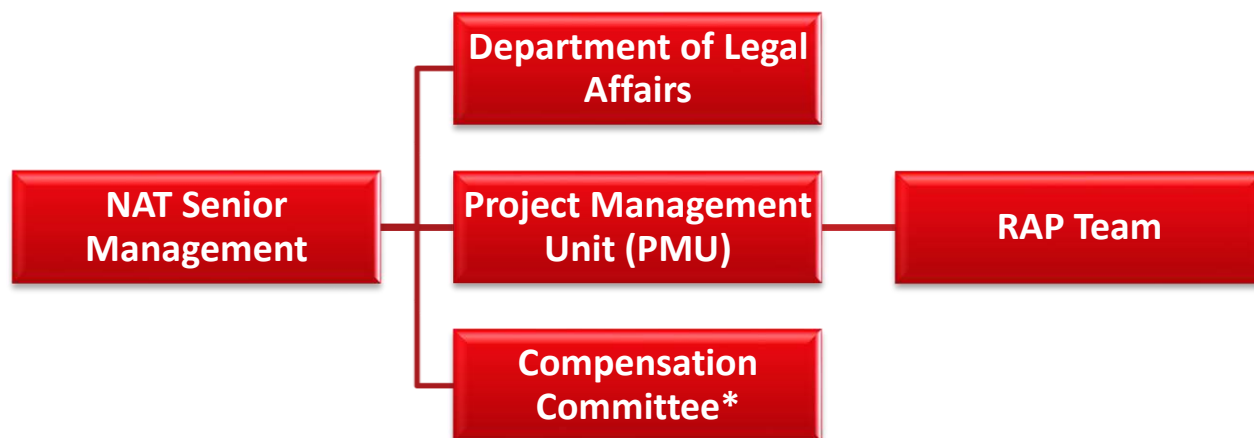 Department of Legal
Affairs
NAT Senior
Management
Project Management
Unit (PMU)
RAP Team
Compensation
Committee*